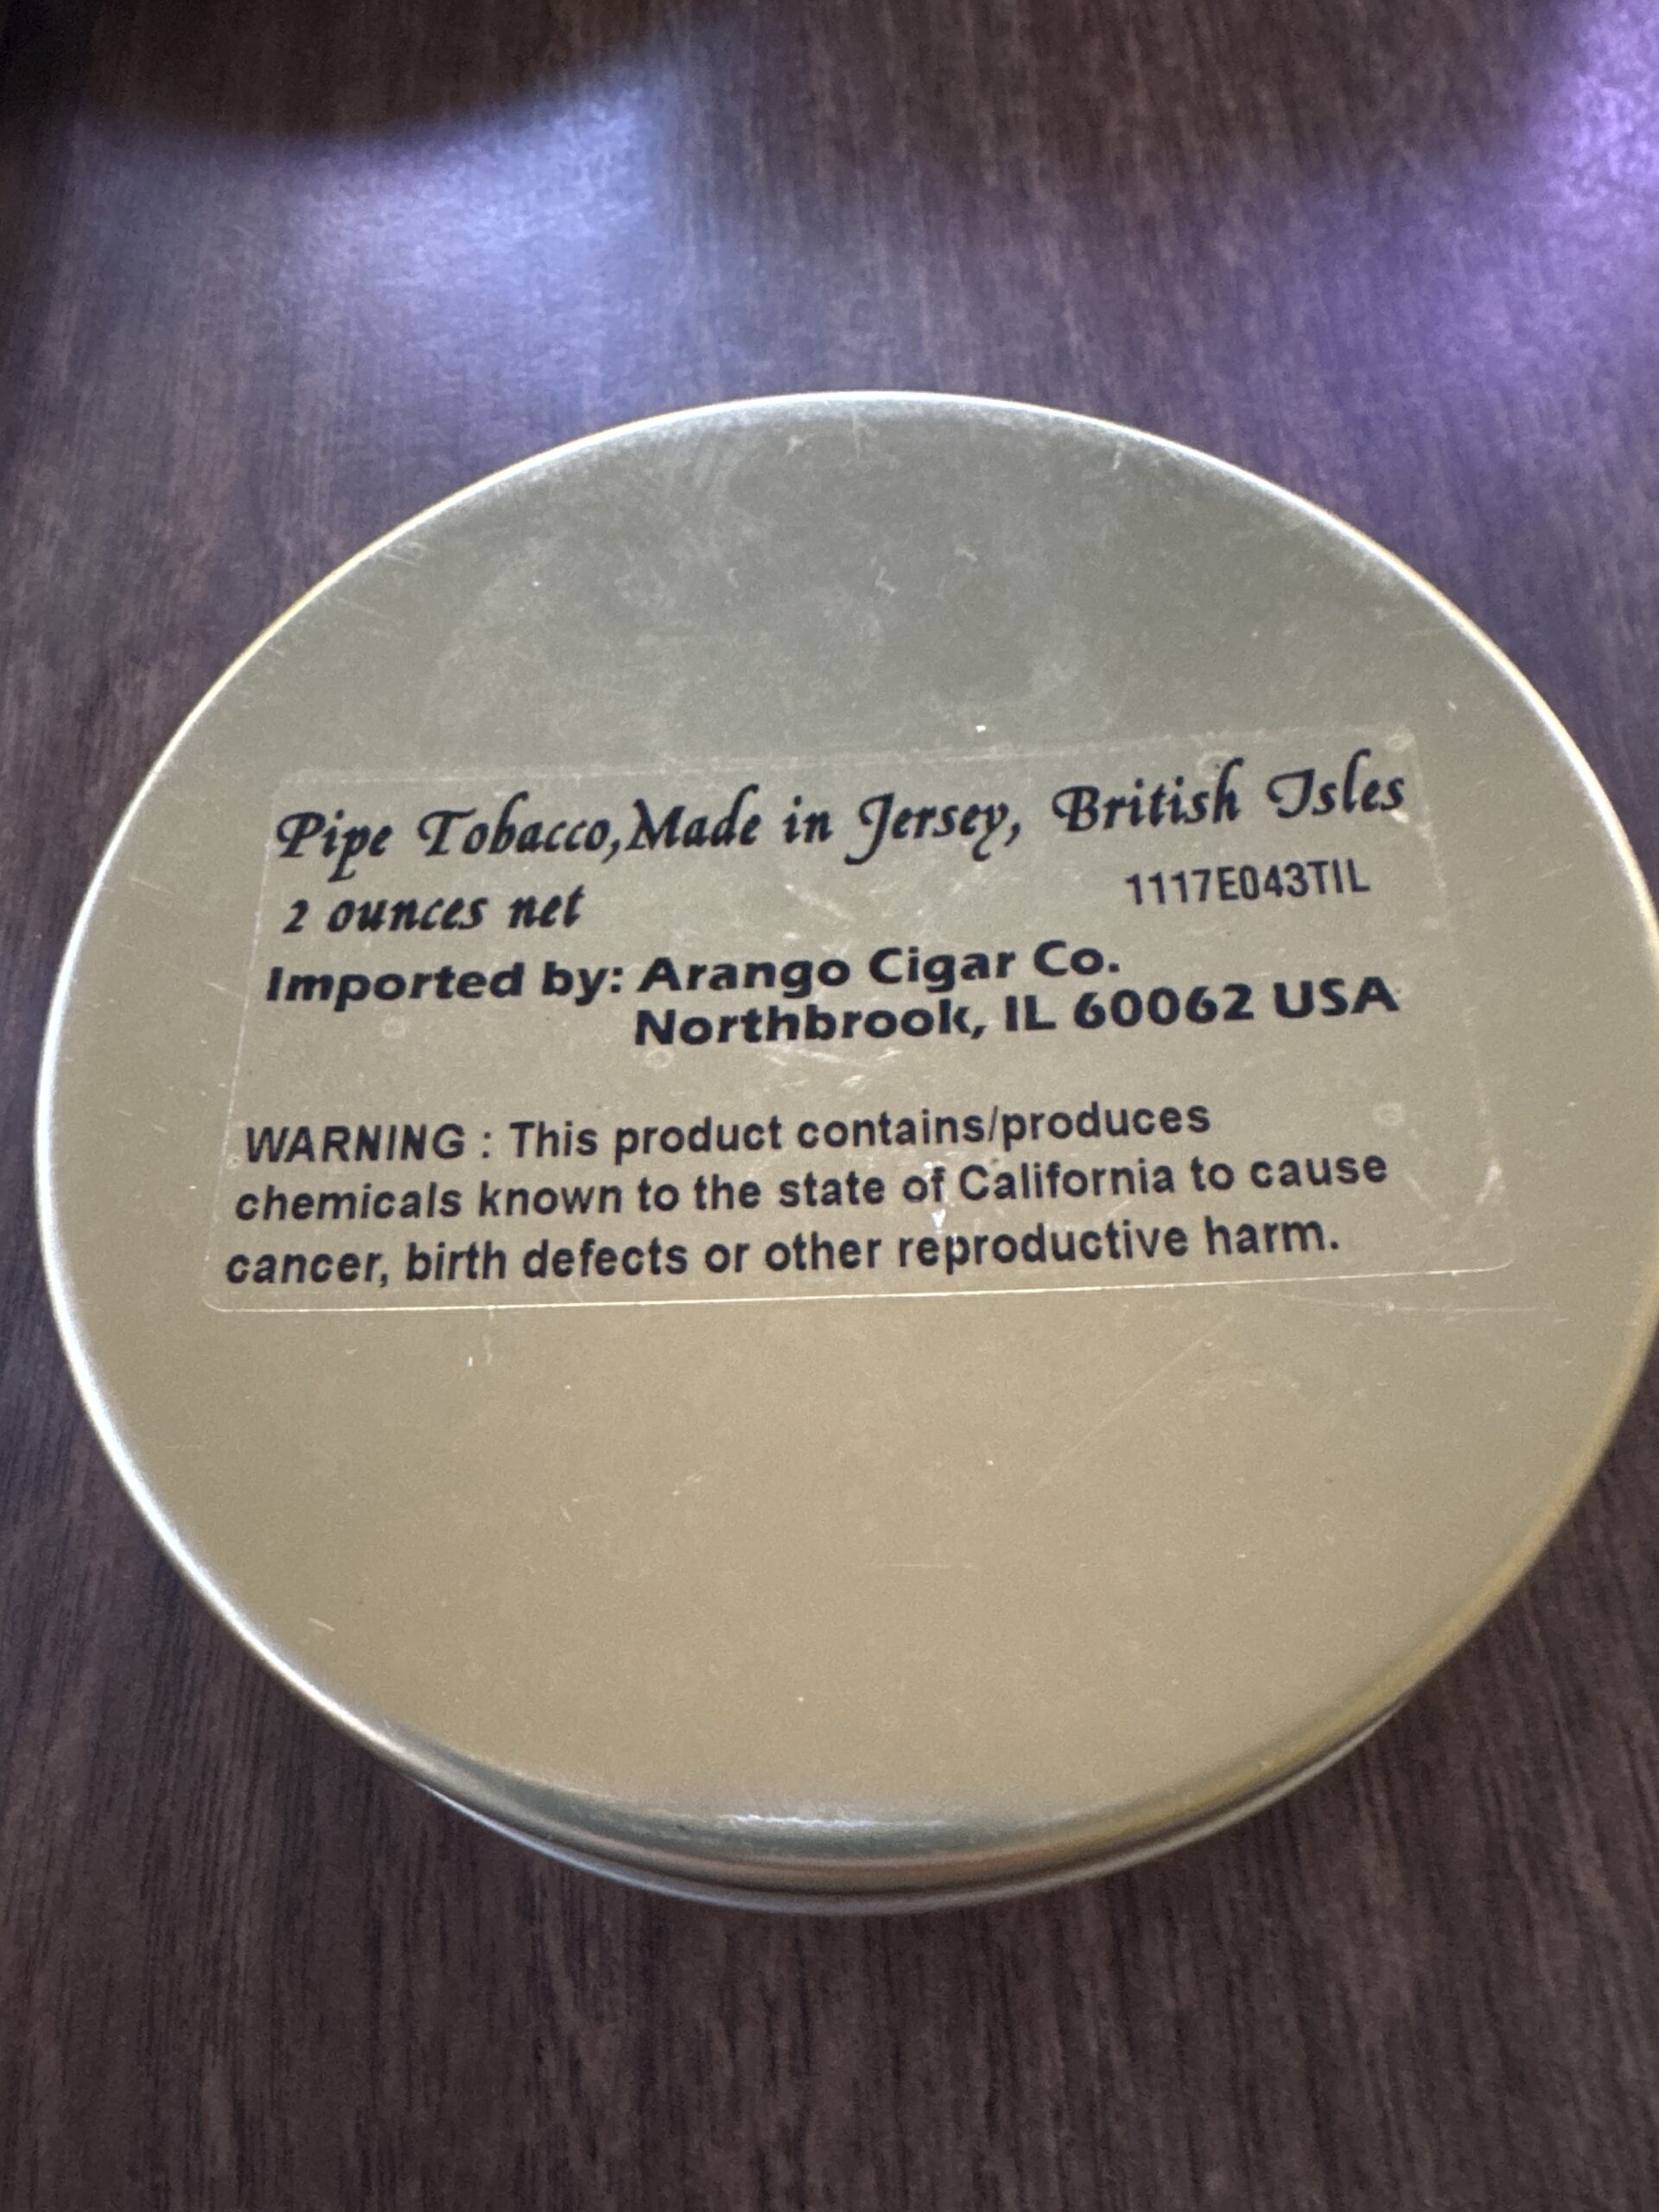 Pipe Tobacco,Made in Jersey, British Isles
2 ounces net 1117E043TIL
Imported by: Arango Cigar Co.
Northbrook, IL 60062 USA
WARNING : This product contains/produces
chemicals known to the state of California to cause
cancer, birth defects or other reproductive harm.